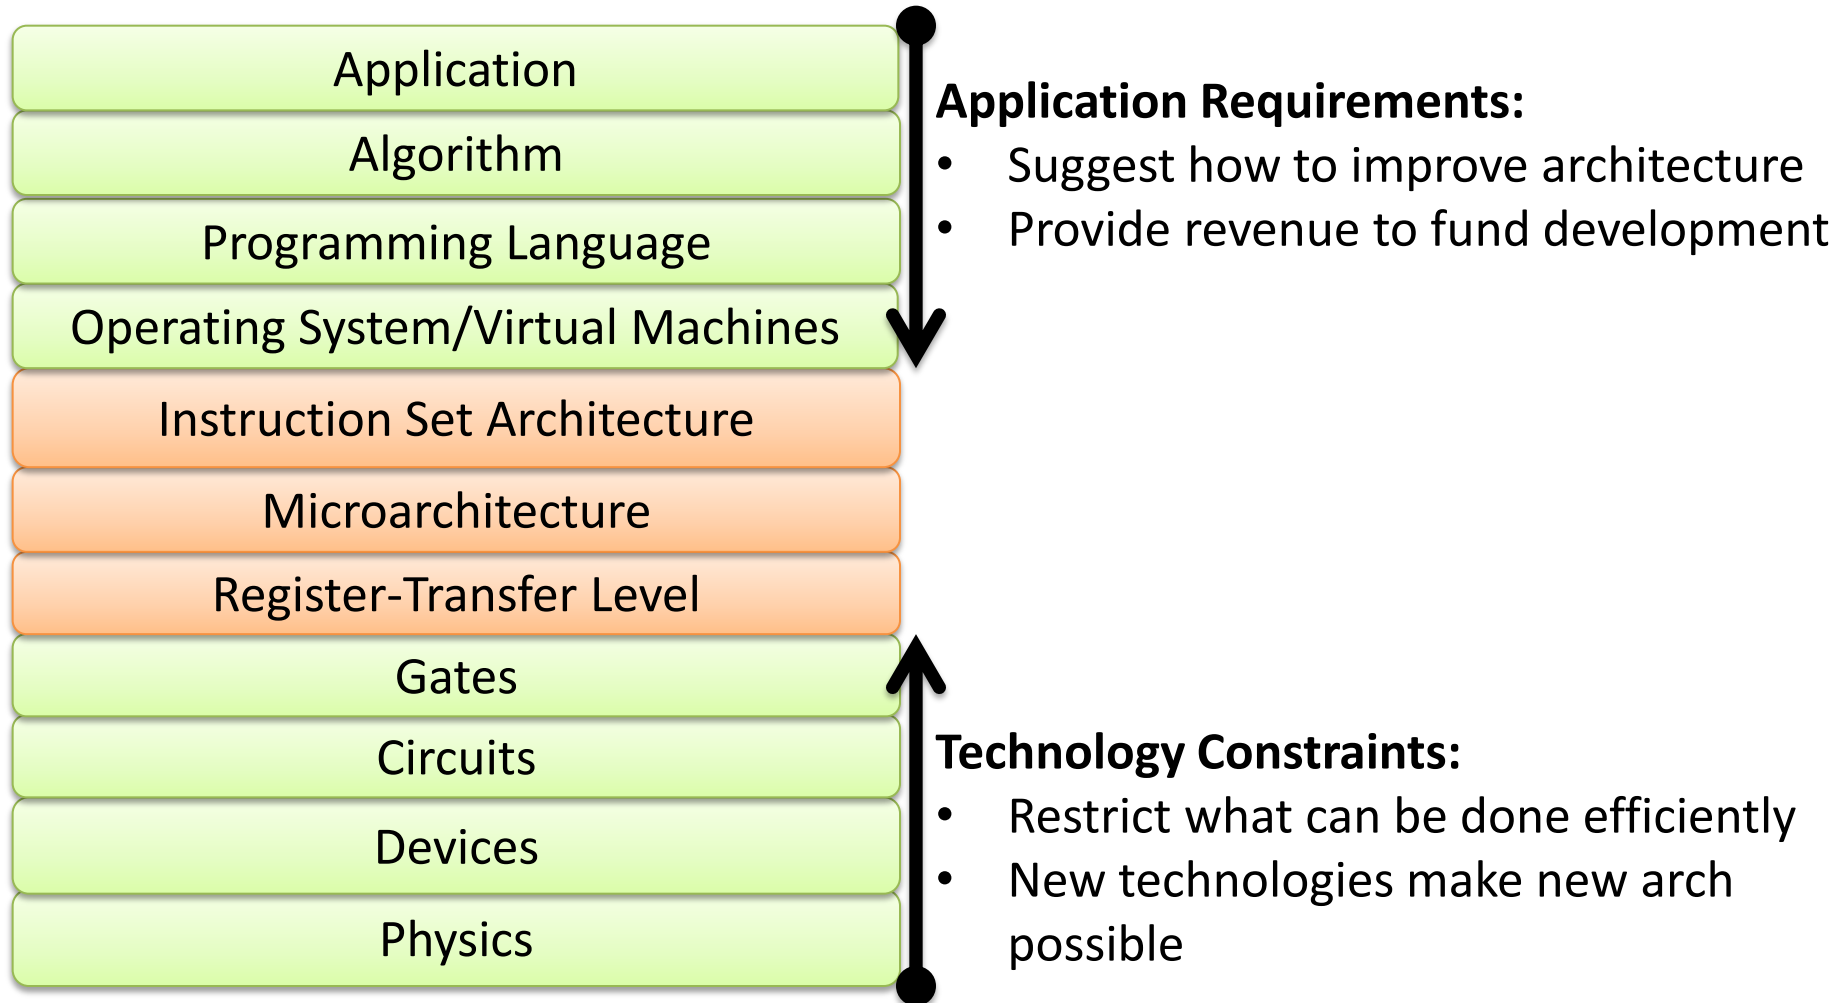 Application
Algorithm
Programming Language
Operating System/Virtual Machines
Instruction Set Architecture
Microarchitecture
Register-Transfer Level
Gates
Circuits
Devices
Physics
Application Requirements:
• Suggest how to improve architecture
• Provide revenue to fund development
Technology Constraints:
• Restrict what can be done efficiently
• New technologies make new arch
possible